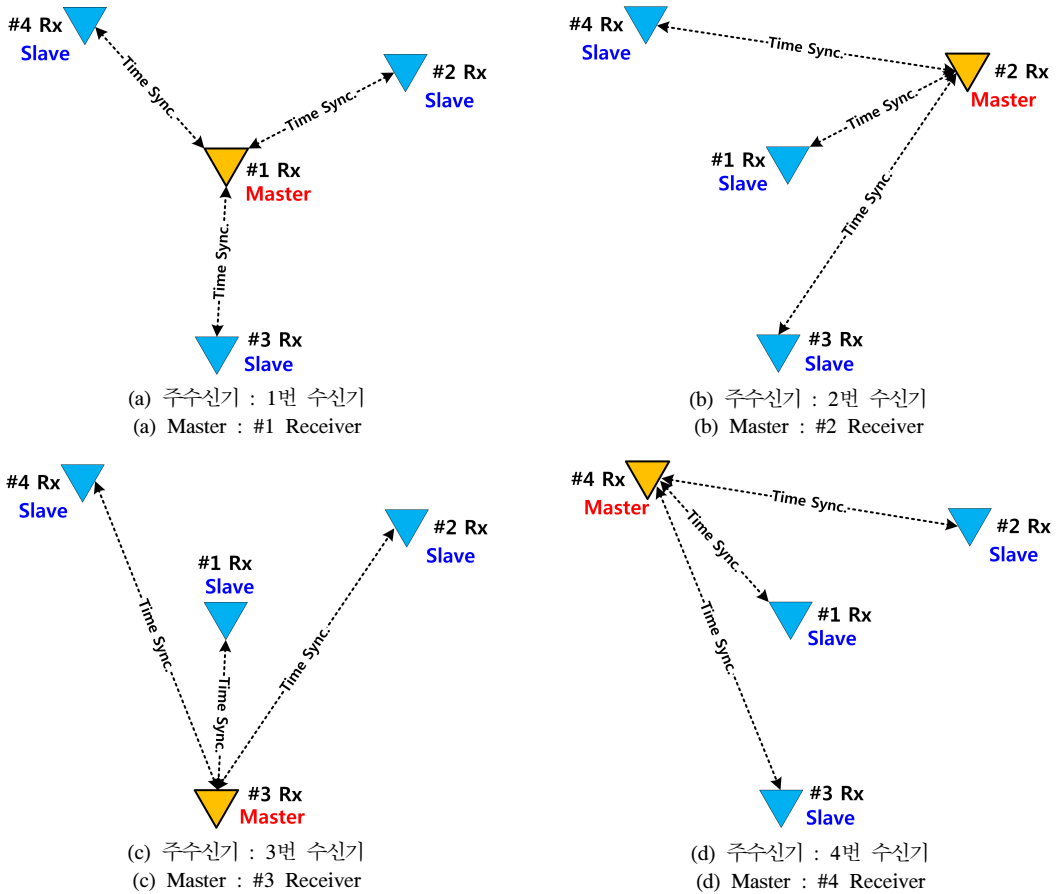 #4 Rx
Slave
#2 Rx
Slave
Time Sync.
Time Sync.
#1 Rx
Master
Time Sync.
#3 Rx
Slave
(a) 주수신기 : 1번 수신기
(a) Master : #1 Receiver
#4 Rx
Slave
Time Sync.
#2 Rx
Master
Time Sync.
#1 Rx
Slave
Time Sync.
#3 Rx
Slave
(b) 주수신기 : 2번 수신기
(b) Master : #2 Receiver
#4 Rx
Slave
#2 Rx
Slave
#1 Rx
Slave
Time Sync.
Time Sync.
Time Sync.
#3 Rx
Master
(c) 주수신기 : 3번 수신기
(c) Master : #3 Receiver
#4 Rx
Master
Time Sync.
#2 Rx
Slave
Time Sync.
#1 Rx
Slave
Time Sync.
#3 Rx
Slave
(d) 주수신기 : 4번 수신기
(d) Master : #4 Receiver